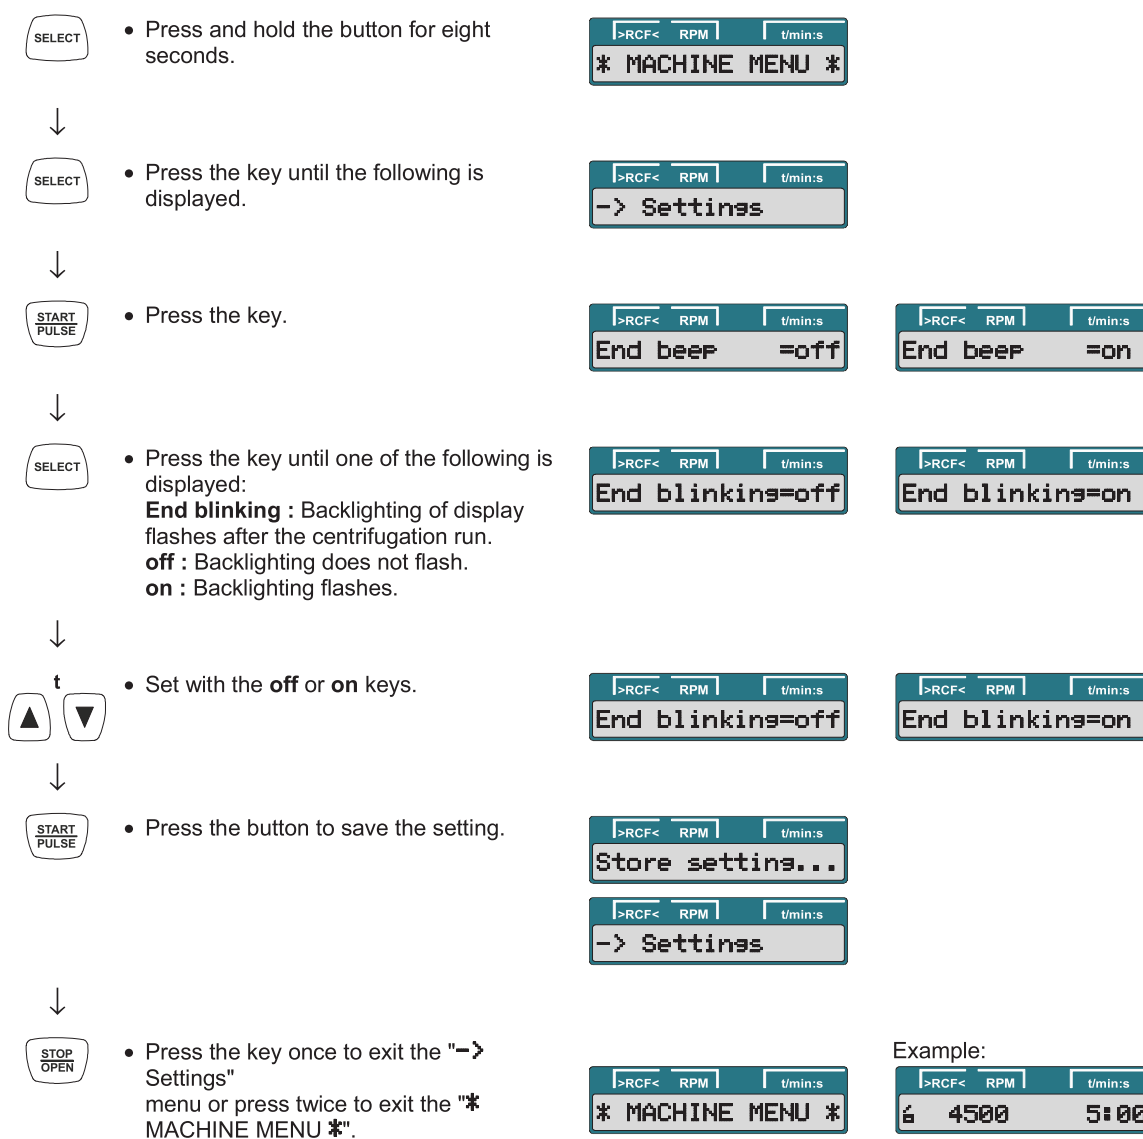 SELECT
• Press and hold the button for eight
seconds.
>RCF< RPM t/min:s
* MACHINE MENU *
↓
SELECT
• Press the key until the following is
displayed.
>RCF< RPM t/min:s
-> Settings
↓
START
PULSE
• Press the key.
>RCF< RPM t/min:s
End beep =off
>RCF< RPM t/min:s
End beep =on
↓
SELECT
• Press the key until one of the following is
displayed:
End blinking : Backlighting of display
flashes after the centrifugation run.
off : Backlighting does not flash.
on : Backlighting flashes.
>RCF< RPM t/min:s
End blinking=off
>RCF< RPM t/min:s
End blinking=on
↓
t
▲ ▼
• Set with the off or on keys.
>RCF< RPM t/min:s
End blinking=off
>RCF< RPM t/min:s
End blinking=on
↓
START
PULSE
• Press the button to save the setting.
>RCF< RPM t/min:s
Store setting...
>RCF< RPM t/min:s
-> Settings
↓
STOP
OPEN
• Press the key once to exit the "->
Settings"
menu or press twice to exit the "*
MACHINE MENU *".
>RCF< RPM t/min:s
* MACHINE MENU *
Example:
>RCF< RPM t/min:s
4500 5:00